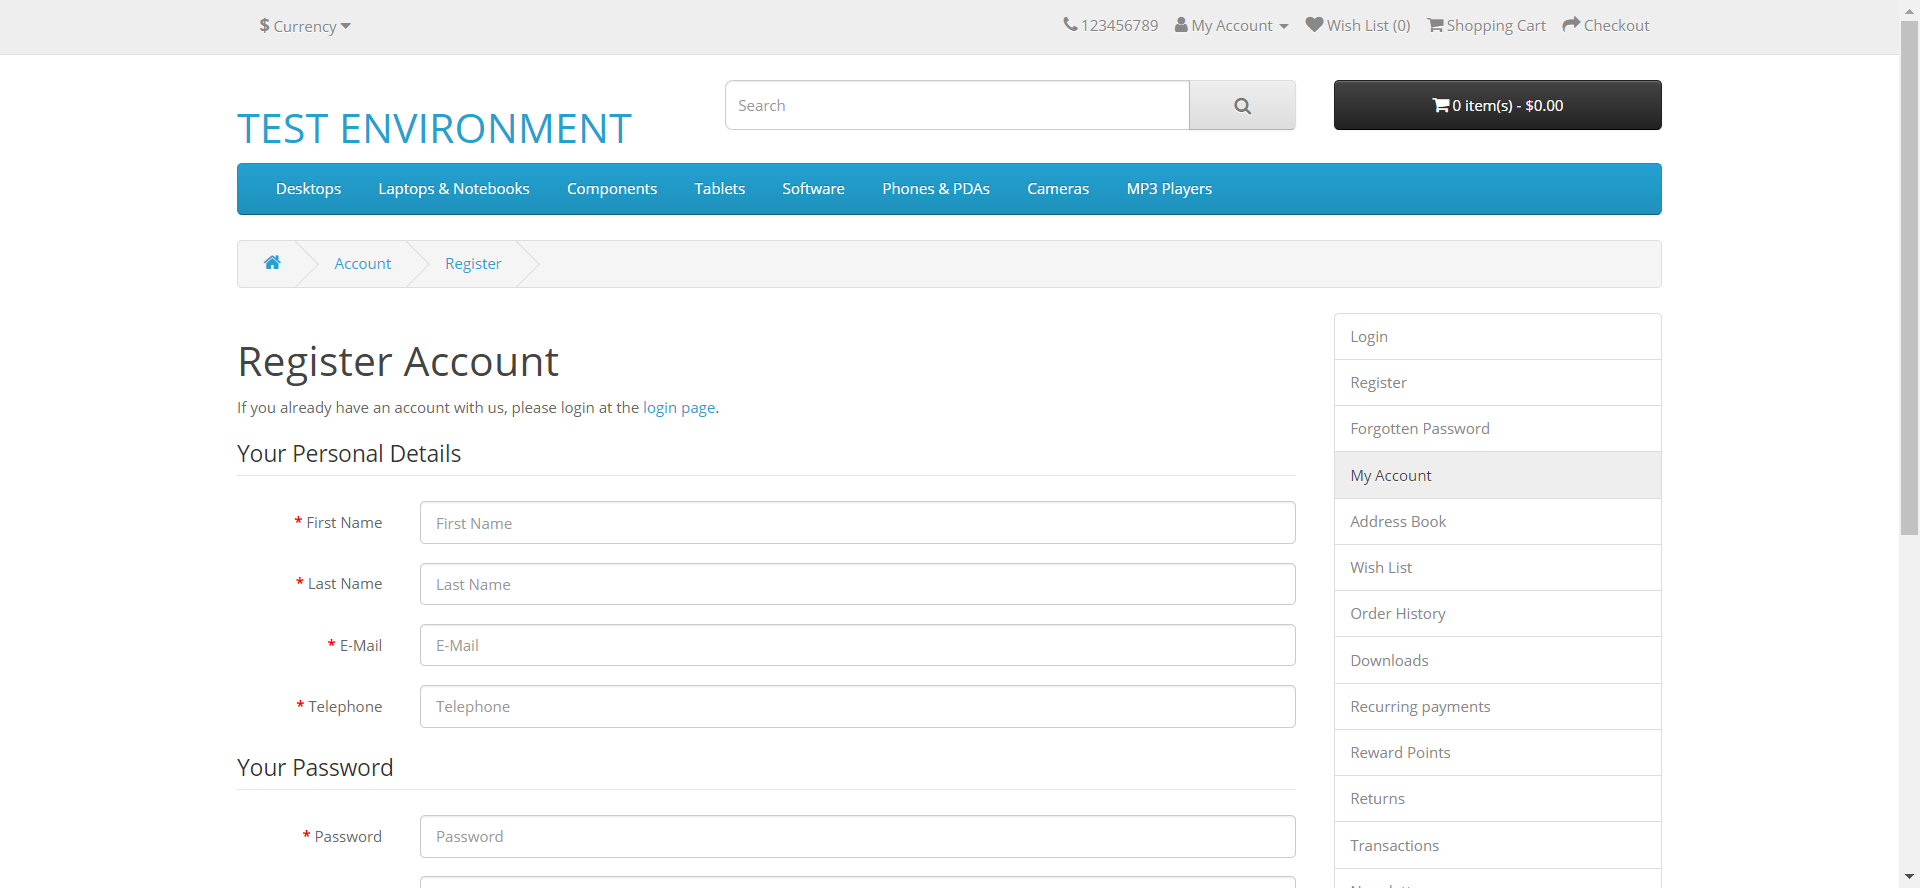 $ Currency
123456789 My Account Wish List (0) Shopping Cart Checkout
TEST ENVIRONMENT
Search
0 item(s) - $0.00
Desktops Laptops & Notebooks Components Tablets Software Phones & PDAs Cameras MP3 Players
Account Register
Register Account
If you already have an account with us, please login at the login page.
Your Personal Details
* First Name First Name
* Last Name Last Name
* E-Mail E-Mail
* Telephone Telephone
Your Password
* Password Password
Login
Register
Forgotten Password
My Account
Address Book
Wish List
Order History
Downloads
Recurring payments
Reward Points
Returns
Transactions